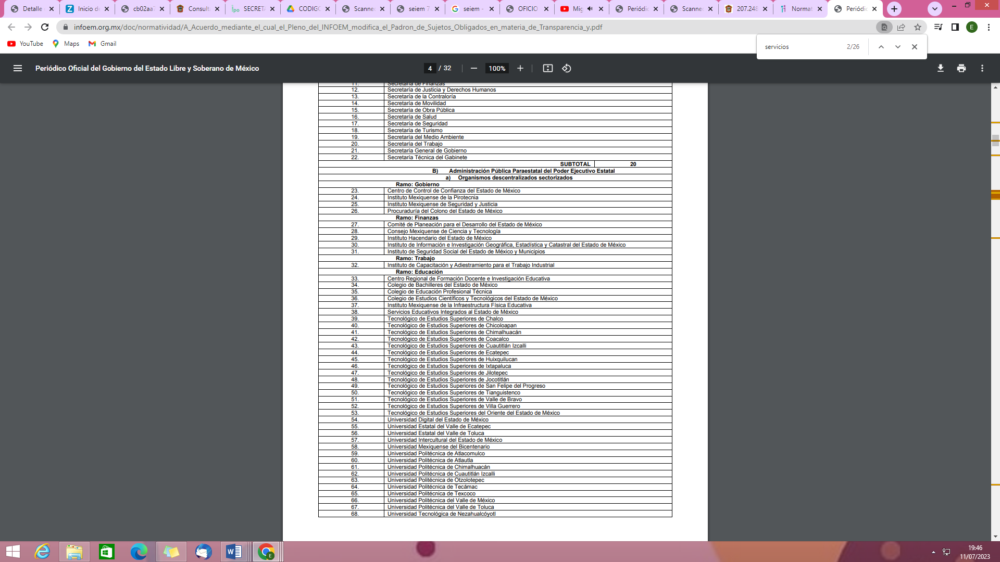 Detalle
Inicio de
cb02aa7
Consulta
SECRETA
CODIGO
Scanned
seiem 7
seiem -
OFICIO
Mig
Periódic
Scanned
207.248
Normat
Periódic
infoem.org.mx/doc/normatividad/A_Acuerdo_mediante_el_cual_el_Pleno_del_INFOEM_modifica_el_Padron_de_Sujetos_Obligados_en_materia_de_Transparencia_y.pdf
E
YouTube Maps Gmail
servicios 2/26
Periódico Oficial del Gobierno del Estado Libre y Soberano de México 4 / 32 100%
11. Secretaría de Finanzas
12. Secretaría de Justicia y Derechos Humanos
13. Secretaría de la Contraloría
14. Secretaría de Movilidad
15. Secretaría de Obra Pública
16. Secretaría de Salud
17. Secretaría de Seguridad
18. Secretaría de Turismo
19. Secretaría del Medio Ambiente
20. Secretaría del Trabajo
21. Secretaría General de Gobierno
22. Secretaría Técnica del Gabinete
SUBTOTAL 20
B) Administración Pública Paraestatal del Poder Ejecutivo Estatal
a) Organismos descentralizados sectorizados
Ramo: Gobierno
23. Centro de Control de Confianza del Estado de México
24. Instituto Mexiquense de la Pirotecnia
25. Instituto Mexiquense de Seguridad y Justicia
26. Procuraduría del Colono del Estado de México
Ramo: Finanzas
27. Comité de Planeación para el Desarrollo del Estado de México
28. Consejo Mexiquense de Ciencia y Tecnología
29. Instituto Hacendario del Estado de México
30. Instituto de Información e Investigación Geográfica, Estadística y Catastral del Estado de México
31. Instituto de Seguridad Social del Estado de México y Municipios
Ramo: Trabajo
32. Instituto de Capacitación y Adiestramiento para el Trabajo Industrial
Ramo: Educación
33. Centro Regional de Formación Docente e Investigación Educativa
34. Colegio de Bachilleres del Estado de México
35. Colegio de Educación Profesional Técnica
36. Colegio de Estudios Científicos y Tecnológicos del Estado de México
37. Instituto Mexiquense de la Infraestructura Física Educativa
38. Servicios Educativos Integrados al Estado de México
39. Tecnológico de Estudios Superiores de Chalco
40. Tecnológico de Estudios Superiores de Chicoloapan
41. Tecnológico de Estudios Superiores de Chimalhuacán
42. Tecnológico de Estudios Superiores de Coacalco
43. Tecnológico de Estudios Superiores de Cuautitlán Izcalli
44. Tecnológico de Estudios Superiores de Ecatepec
45. Tecnológico de Estudios Superiores de Huixquilucan
46. Tecnológico de Estudios Superiores de Ixtapaluca
47. Tecnológico de Estudios Superiores de Jilotepec
48. Tecnológico de Estudios Superiores de Jocotitlán
49. Tecnológico de Estudios Superiores de San Felipe del Progreso
50. Tecnológico de Estudios Superiores de Tianguistenco
51. Tecnológico de Estudios Superiores de Valle de Bravo
52. Tecnológico de Estudios Superiores de Villa Guerrero
53. Tecnológico de Estudios Superiores del Oriente del Estado de México
54. Universidad Digital del Estado de México
55. Universidad Estatal del Valle de Ecatepec
56. Universidad Estatal del Valle de Toluca
57. Universidad Intercultural del Estado de México
58. Universidad Mexiquense del Bicentenario
59. Universidad Politécnica de Atlacomulco
60. Universidad Politécnica de Atlautla
61. Universidad Politécnica de Chimalhuacán
62. Universidad Politécnica de Cuautitlán Izcalli
63. Universidad Politécnica de Otzolotepec
64. Universidad Politécnica de Tecámac
65. Universidad Politécnica de Texcoco
66. Universidad Politécnica del Valle de México
67. Universidad Politécnica del Valle de Toluca
68. Universidad Tecnológica de Nezahualcóyotl
19:46
11/07/2023